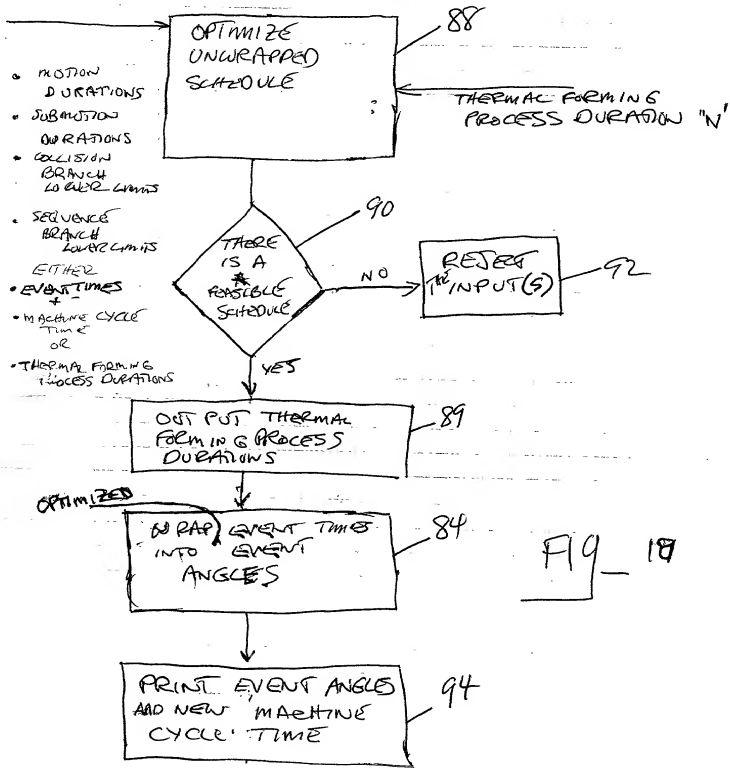 OPTIMIZE
UNWRAPPED
SCHEDULE
88
THERMAL FORMING
PROCESS DURATION "N"
• MOTION
DURATIONS
• SUBMOTION
DURATIONS
• COLLISION
BRANCH
LOWER LIMITS
• SEQUENCE
BRANCH
LOWER LIMITS
EITHER
• EVENT TIMES
+
• MACHINE CYCLE
TIME
OR
• THERMAL FORMING
PROCESS DURATIONS
THERE
IS A
FEASIBLE
SCHEDULE
90
NO
REJECT
THE INPUT(S)
92
YES
OUT PUT THERMAL
FORMING PROCESS
DURATIONS
89
OPTIMIZED
WRAP EVENT TIMES
INTO EVENT
ANGLES
84
FIG_
PRINT EVENT ANGLES
AND NEW MACHINE
CYCLE TIME
94